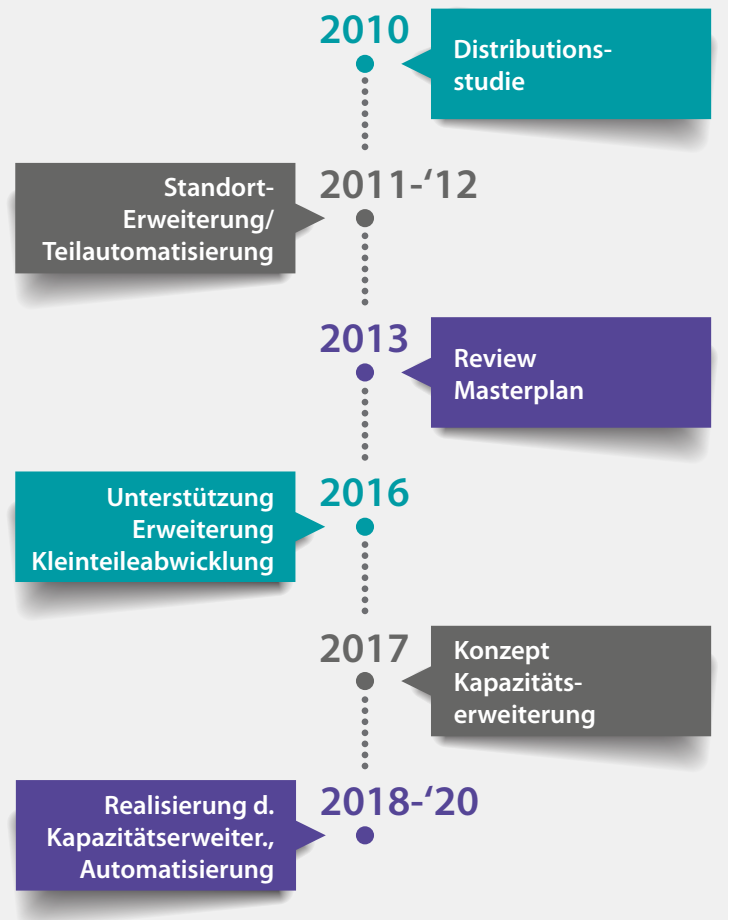 2010
Distributions-
studie
2011-‘12
Standort-
Erweiterung/
Teilautomatisierung
2013
Review
Masterplan
2016
Unterstützung
Erweiterung
Kleinteileabwicklung
2017
Konzept
Kapazitäts-
erweiterung
2018-‘20
Realisierung d.
Kapazitätserweiter.,
Automatisierung